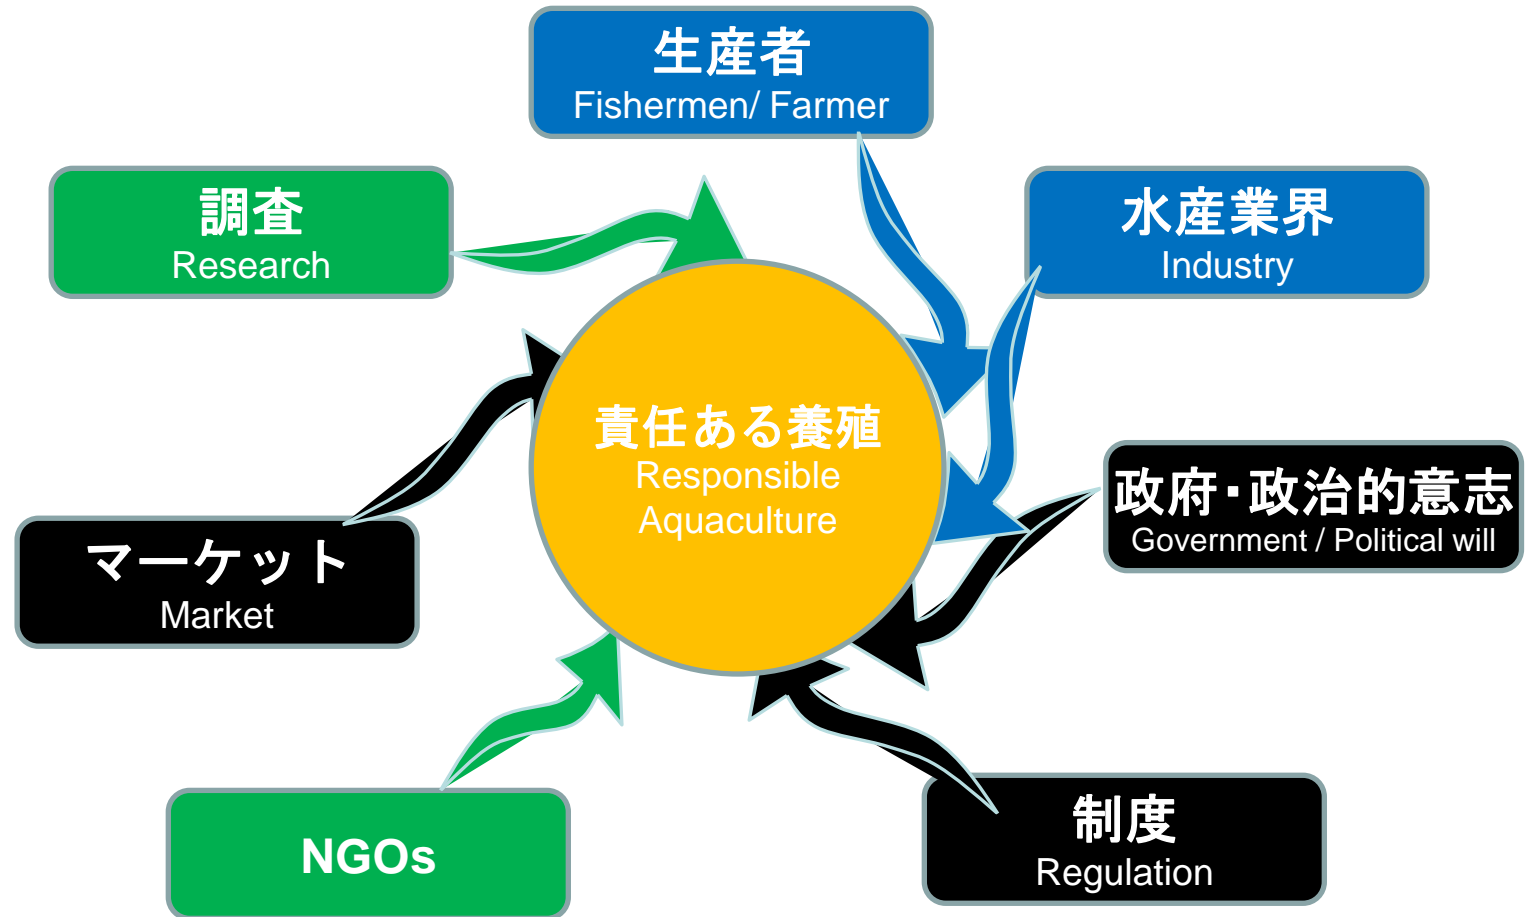 生産者
Fishermen/ Farmer
調査
Research
水産業界
Industry
責任ある養殖
Responsible
Aquaculture
政府・政治的意志
Government / Political will
マーケット
Market
制度
Regulation
NGOs